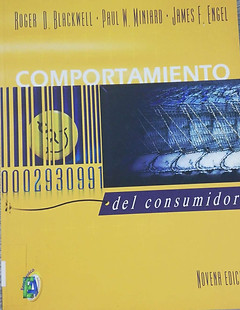 ROGER D. BLACKWELL · PAUL W. MINIARD · JAMES F. ENGEL
COMPORTAMIENTO
0002930991
del consumidor
NOVENA EDIC